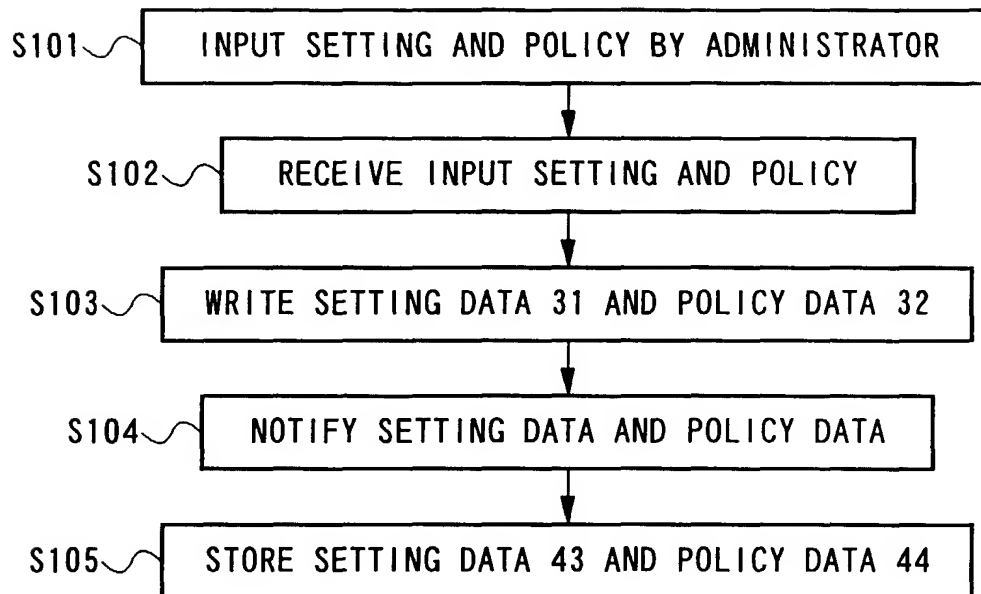 S101 INPUT SETTING AND POLICY BY ADMINISTRATOR
S102 RECEIVE INPUT SETTING AND POLICY
S103 WRITE SETTING DATA 31 AND POLICY DATA 32
S104 NOTIFY SETTING DATA AND POLICY DATA
S105 STORE SETTING DATA 43 AND POLICY DATA 44